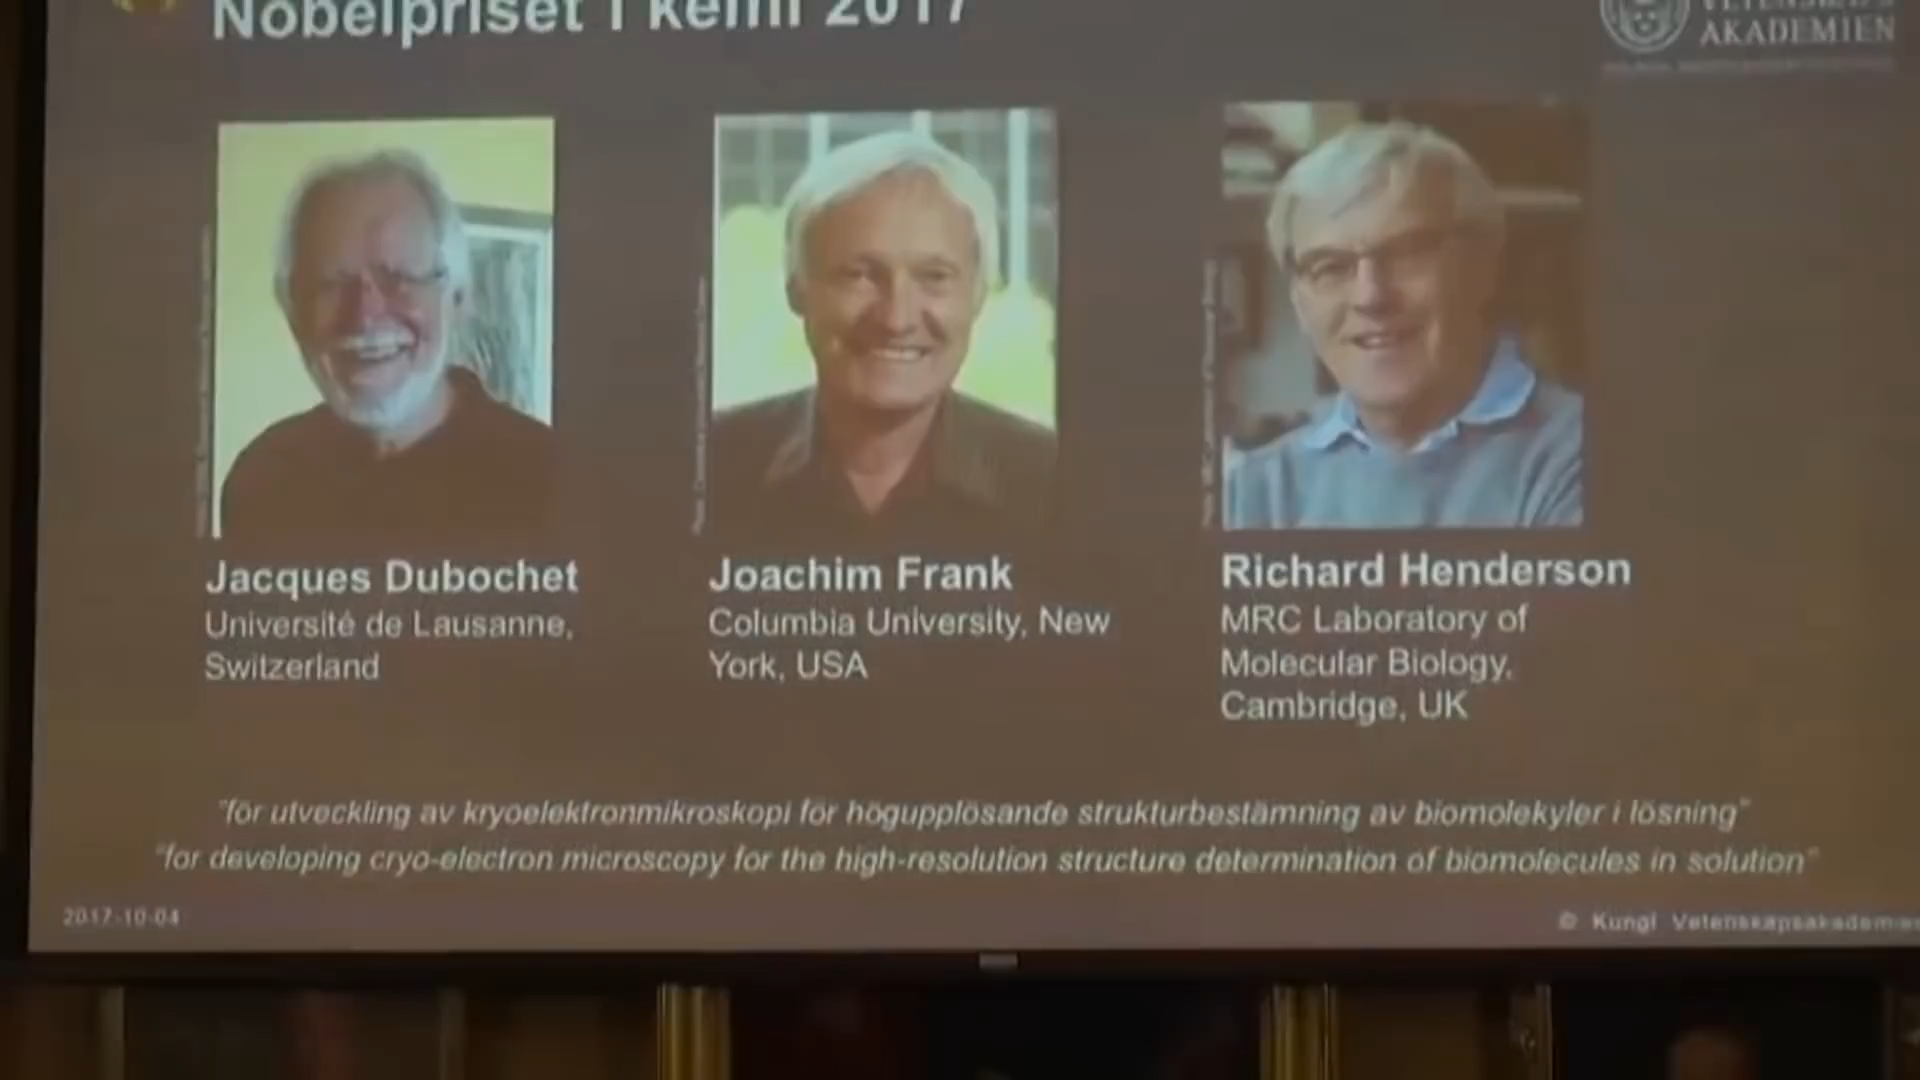 Nobelpriset i kemi 2017
VETENSKAPS
AKADEMIEN
Jacques Dubochet
Université de Lausanne,
Switzerland
Joachim Frank
Columbia University, New
York, USA
Richard Henderson
MRC Laboratory of
Molecular Biology,
Cambridge, UK
"för utveckling av kryoelektronmikroskopi för högupplösande strukturbestämning av biomolekyler i lösning"
"for developing cryo-electron microscopy for the high-resolution structure determination of biomolecules in solution"
2017-10-04
© Kungl Vetenskapsakademien